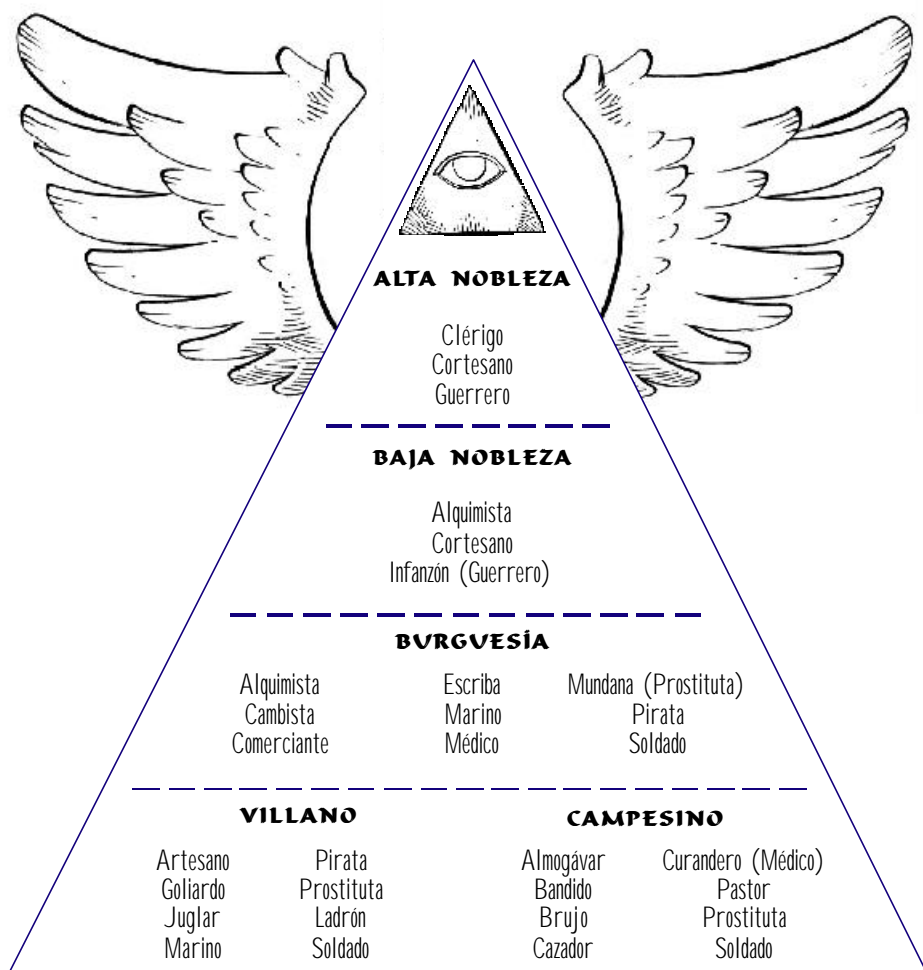 ALTA NOBLEZA
Clérigo
Cortesano
Guerrero
BAJA NOBLEZA
Alquimista
Cortesano
Infanzón (Guerrero)
BURGUESÍA
Alquimista
Cambista
Comerciante
Escriba
Marino
Médico
Mundana (Prostituta)
Pirata
Soldado
VILLANO
Artesano
Goliardo
Juglar
Marino
Pirata
Prostituta
Ladrón
Soldado
CAMPESINO
Almogávar
Bandido
Brujo
Cazador
Curandero (Médico)
Pastor
Prostituta
Soldado